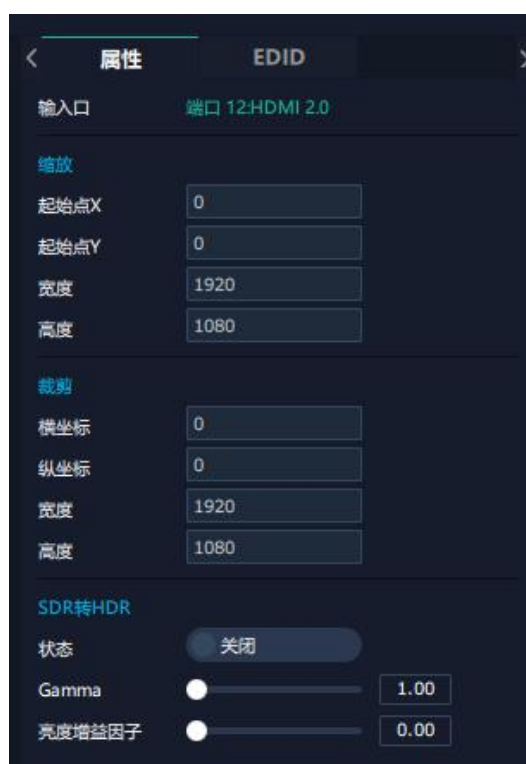 属性 EDID
输入口 端口 12:HDMI 2.0
缩放
起始点X 0
起始点Y 0
宽度 1920
高度 1080
裁剪
横坐标 0
纵坐标 0
宽度 1920
高度 1080
SDR转HDR
状态 关闭
Gamma 1.00
亮度增益因子 0.00